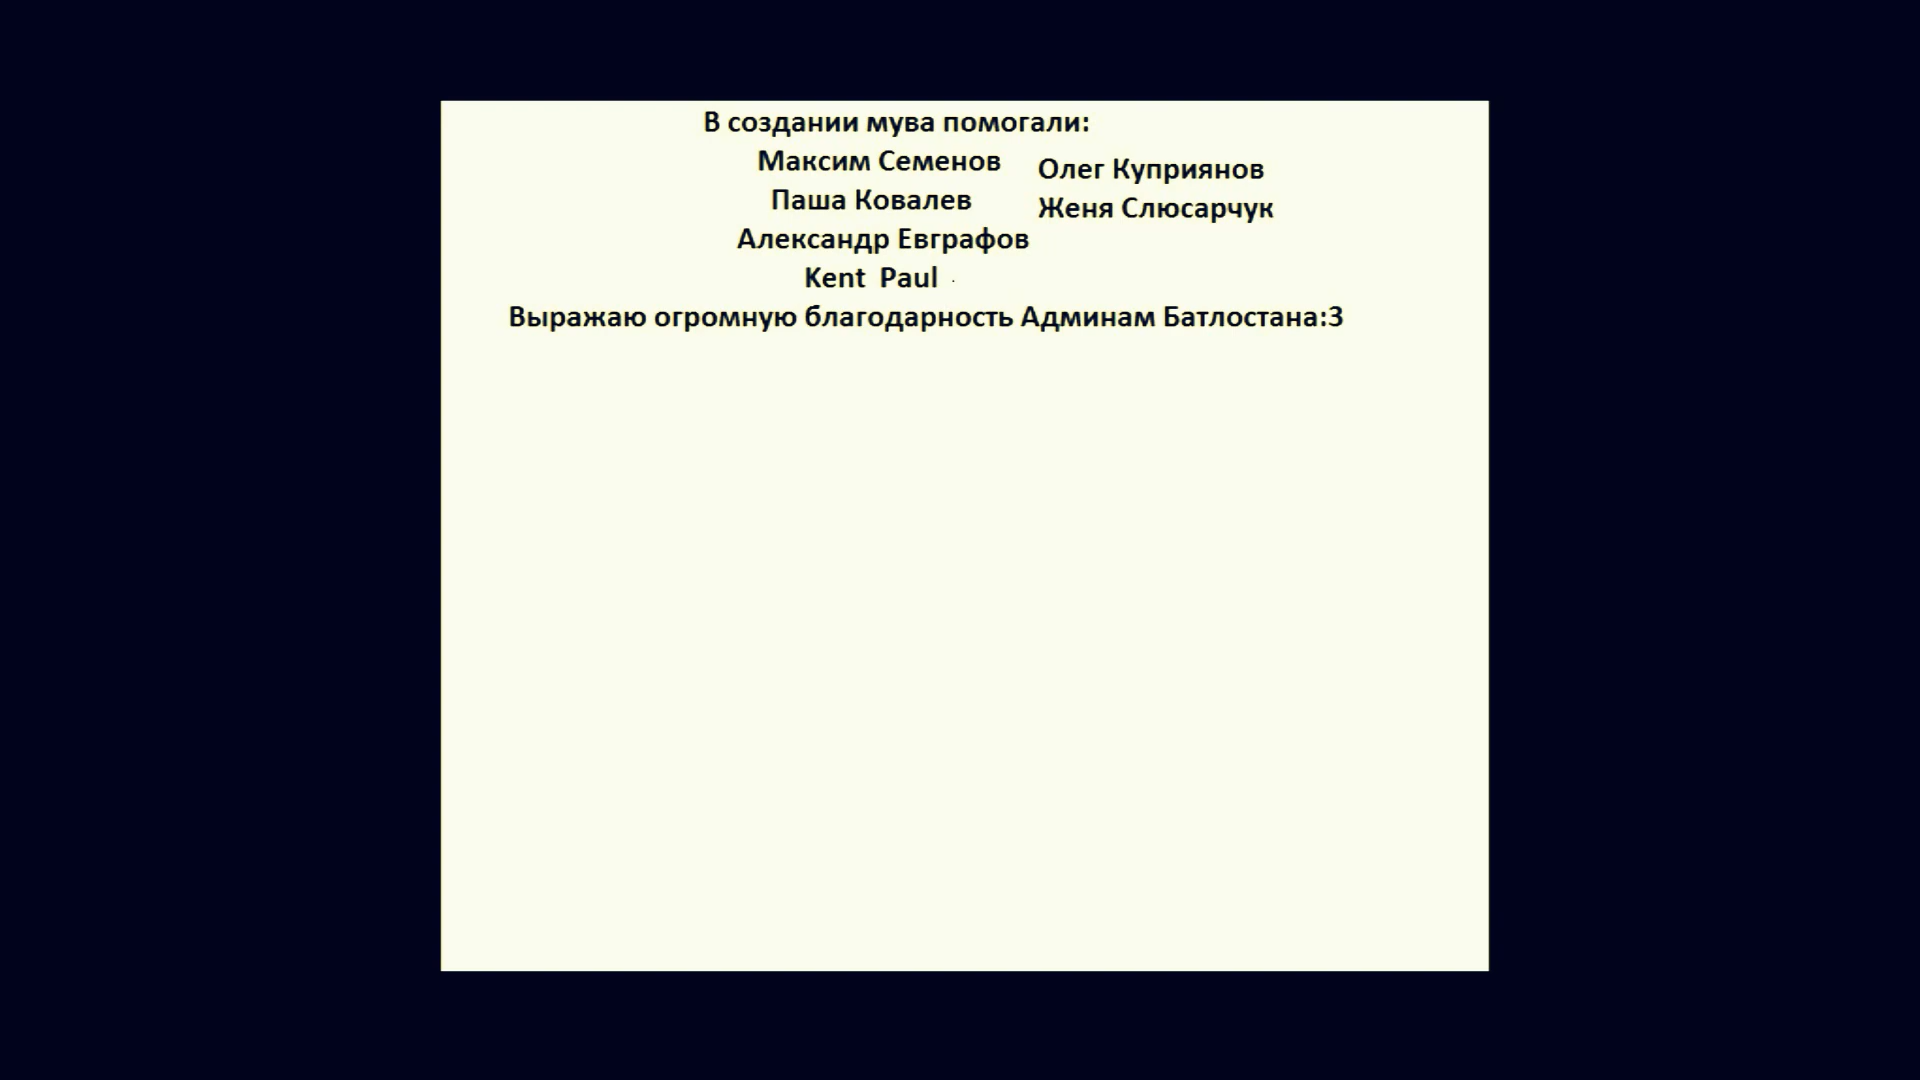 В создании мува помогали:
Максим Семенов
Паша Ковалев
Александр Евграфов
Kent Paul
Олег Куприянов
Женя Слюсарчук
Выражаю огромную благодарность Админам Батлостана:3